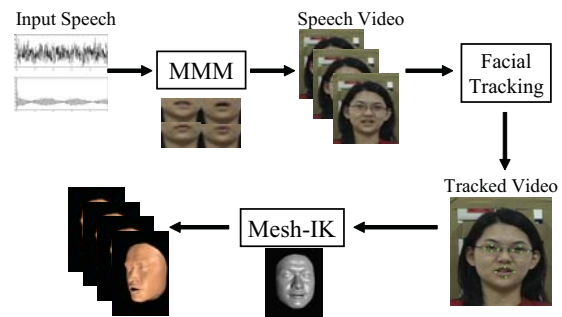 Input Speech
Speech Video
MMM
Facial
Tracking
Tracked Video
Mesh-IK